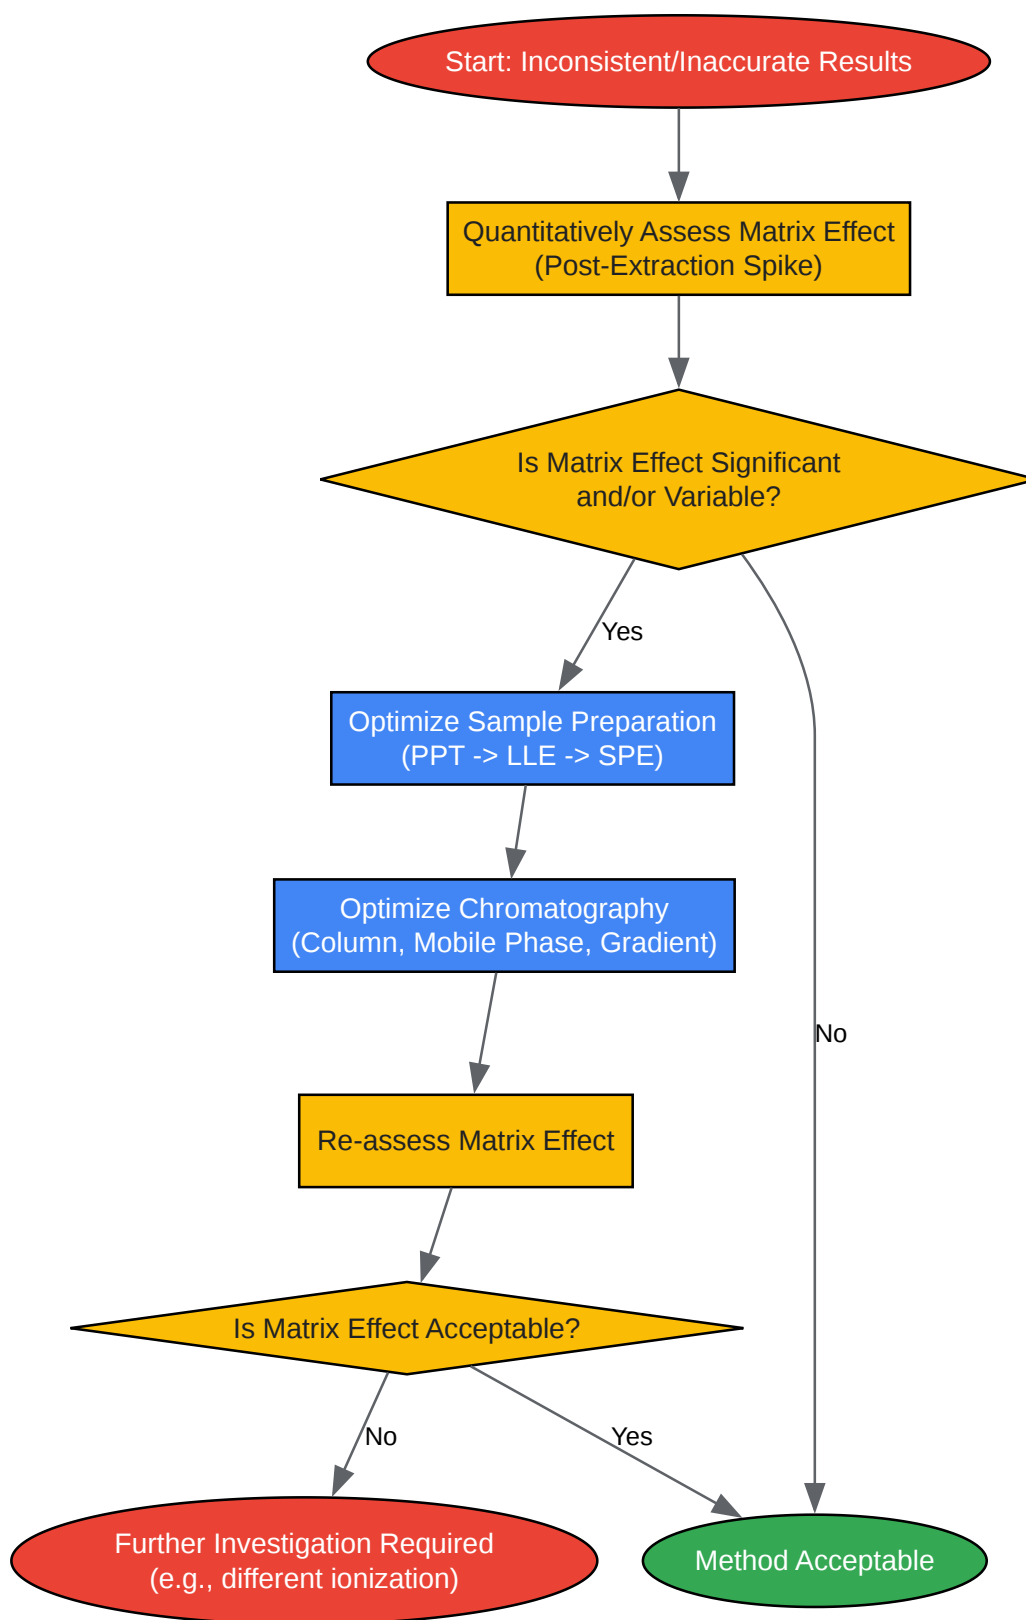 Start: Inconsistent/Inaccurate Results
Quantitatively Assess Matrix Effect
(Post-Extraction Spike)
Is Matrix Effect Significant
and/or Variable?
Yes
Optimize Sample Preparation
(PPT -> LLE -> SPE)
Optimize Chromatography
(Column, Mobile Phase, Gradient)
No
Re-assess Matrix Effect
Is Matrix Effect Acceptable?
No
Yes
Further Investigation Required
(e.g., different ionization)
Method Acceptable